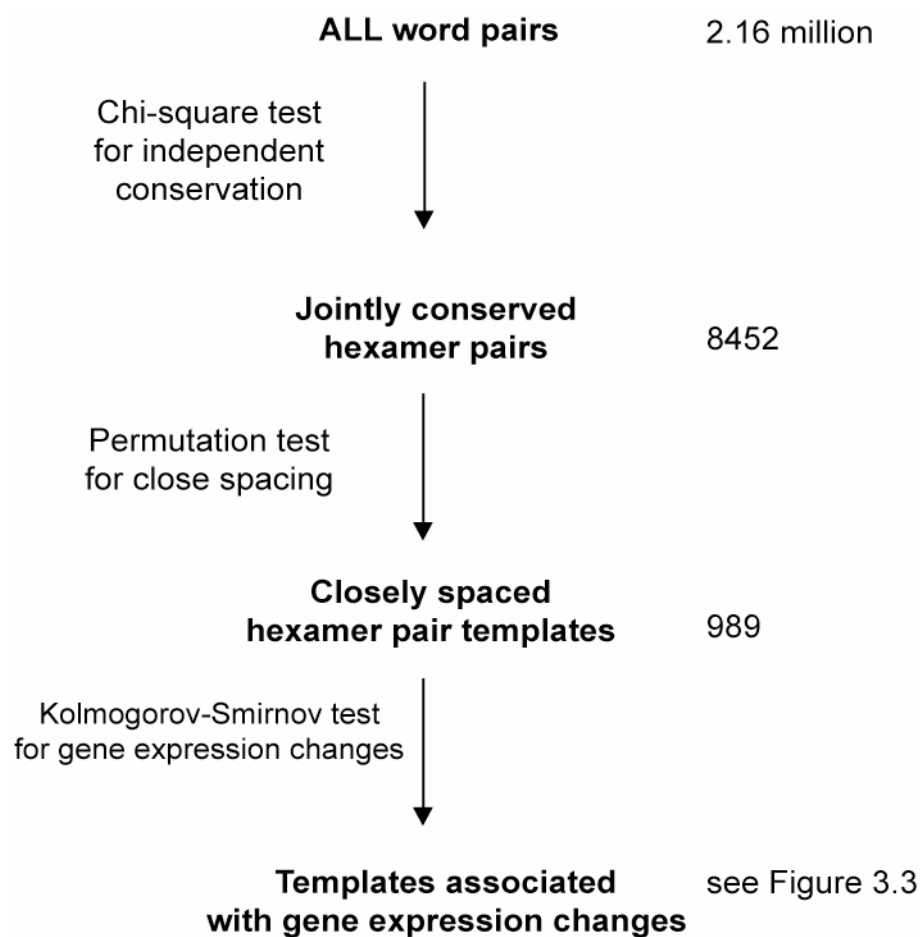 ALL word pairs
2.16 million
Chi-square test
for independent
conservation
Jointly conserved
hexamer pairs
8452
Permutation test
for close spacing
Closely spaced
hexamer pair templates
989
Kolmogorov-Smirnov test
for gene expression changes
Templates associated
with gene expression changes
see Figure 3.3